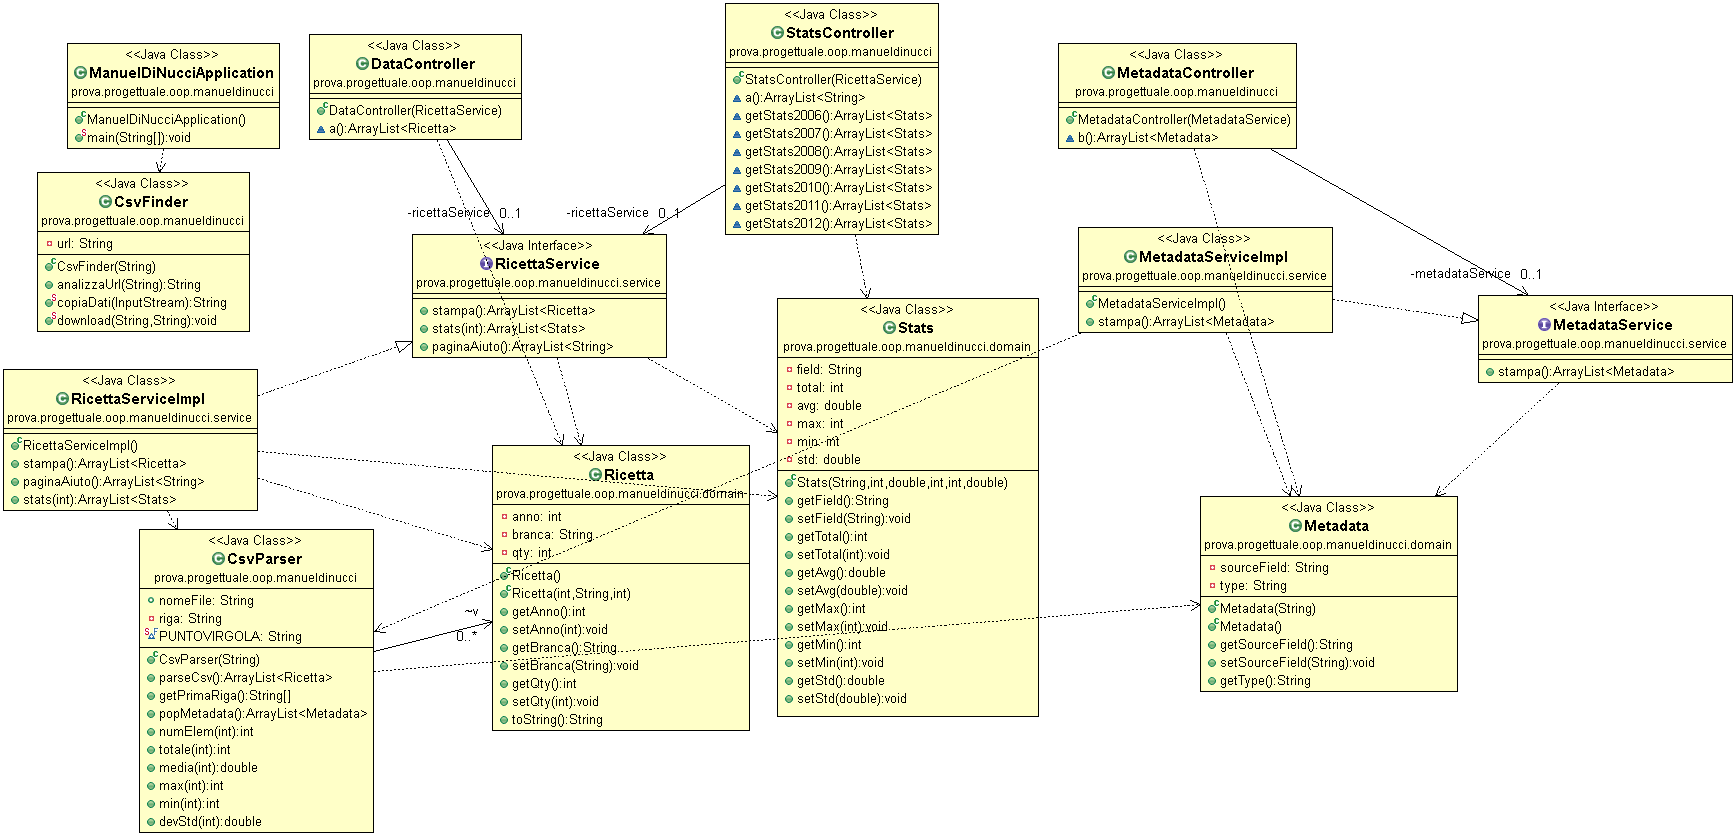 <<Java Class>>
ManuelDiNucciApplication
prova.progettuale.oop.manueldinucci
ManuelDiNucciApplication()
main(String[]):void
<<Java Class>>
CsvFinder
prova.progettuale.oop.manueldinucci
url: String
CsvFinder(String)
analizzaUrl(String):String
copiaDati(InputStream):String
download(String,String):void
<<Java Class>>
DataController
prova.progettuale.oop.manueldinucci
DataController(RicettaService)
a():ArrayList<Ricetta>
<<Java Class>>
StatsController
prova.progettuale.oop.manueldinucci
StatsController(RicettaService)
a():ArrayList<String>
getStats2006():ArrayList<Stats>
getStats2007():ArrayList<Stats>
getStats2008():ArrayList<Stats>
getStats2009():ArrayList<Stats>
getStats2010():ArrayList<Stats>
getStats2011():ArrayList<Stats>
getStats2012():ArrayList<Stats>
<<Java Class>>
MetadataController
prova.progettuale.oop.manueldinucci
MetadataController(MetadataService)
b():ArrayList<Metadata>
-ricettaService 0..1
-ricettaService 0..1
<<Java Interface>>
RicettaService
prova.progettuale.oop.manueldinucci.service
stampa():ArrayList<Ricetta>
stats(int):ArrayList<Stats>
paginaAiuto():ArrayList<String>
<<Java Class>>
MetadataServiceImpl
prova.progettuale.oop.manueldinucci.service
MetadataServiceImpl()
stampa():ArrayList<Metadata>
-metadataService 0..1
<<Java Interface>>
MetadataService
prova.progettuale.oop.manueldinucci.service
stampa():ArrayList<Metadata>
<<Java Class>>
RicettaServiceImpl
prova.progettuale.oop.manueldinucci.service
RicettaServiceImpl()
stampa():ArrayList<Ricetta>
paginaAiuto():ArrayList<String>
stats(int):ArrayList<Stats>
<<Java Class>>
Stats
prova.progettuale.oop.manueldinucci.domain
field: String
total: int
avg: double
max: int
min: int
std: double
Stats(String,int,double,int,int,double)
getField():String
setField(String):void
getTotal():int
setTotal(int):void
getAvg():double
setAvg(double):void
getMax():int
setMax(int):void
getMin():int
setMin(int):void
getStd():double
setStd(double):void
<<Java Class>>
Ricetta
prova.progettuale.oop.manueldinucci.domain
anno: int
branca: String
qty: int
Ricetta()
Ricetta(int,String,int)
getAnno():int
setAnno(int):void
getBranca():String
setBranca(String):void
getQty():int
setQty(int):void
toString():String
<<Java Class>>
Metadata
prova.progettuale.oop.manueldinucci.domain
sourceField: String
type: String
Metadata(String)
Metadata()
getSourceField():String
setSourceField(String):void
getType():String
<<Java Class>>
CsvParser
prova.progettuale.oop.manueldinucci
nomeFile: String
riga: String
PUNTOVIRGOLA: String
CsvParser(String)
parseCsv():ArrayList<Ricetta>
getPrimaRiga():String[]
popMetadata():ArrayList<Metadata>
numElem(int):int
totale(int):int
media(int):double
max(int):int
min(int):int
devStd(int):double
~v
0..*